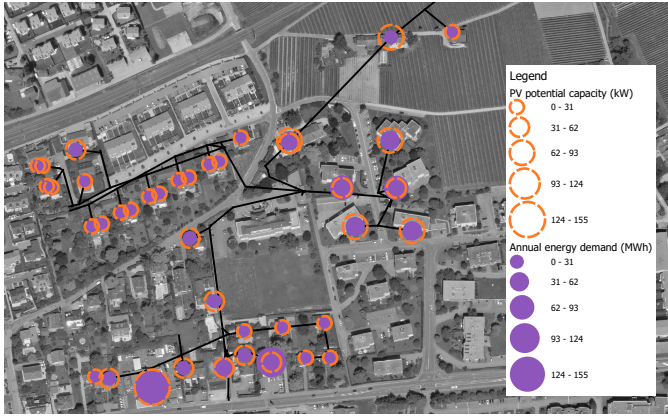 Legend
PV potential capacity (kW)
0 - 31
31 - 62
62 - 93
93 - 124
124 - 155
Annual energy demand (MWh)
0 - 31
31 - 62
62 - 93
93 - 124
124 - 155